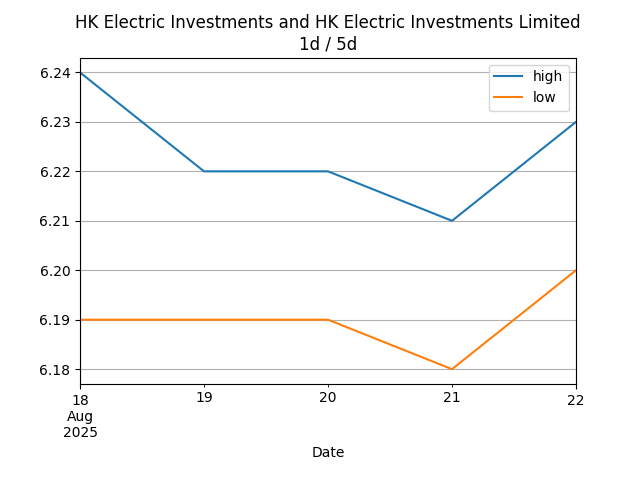 HK Electric Investments and HK Electric Investments Limited
1d / 5d
high
low
6.24
6.23
6.22
6.21
6.20
6.19
6.18
18
19
20
21
22
Aug
2025
Date